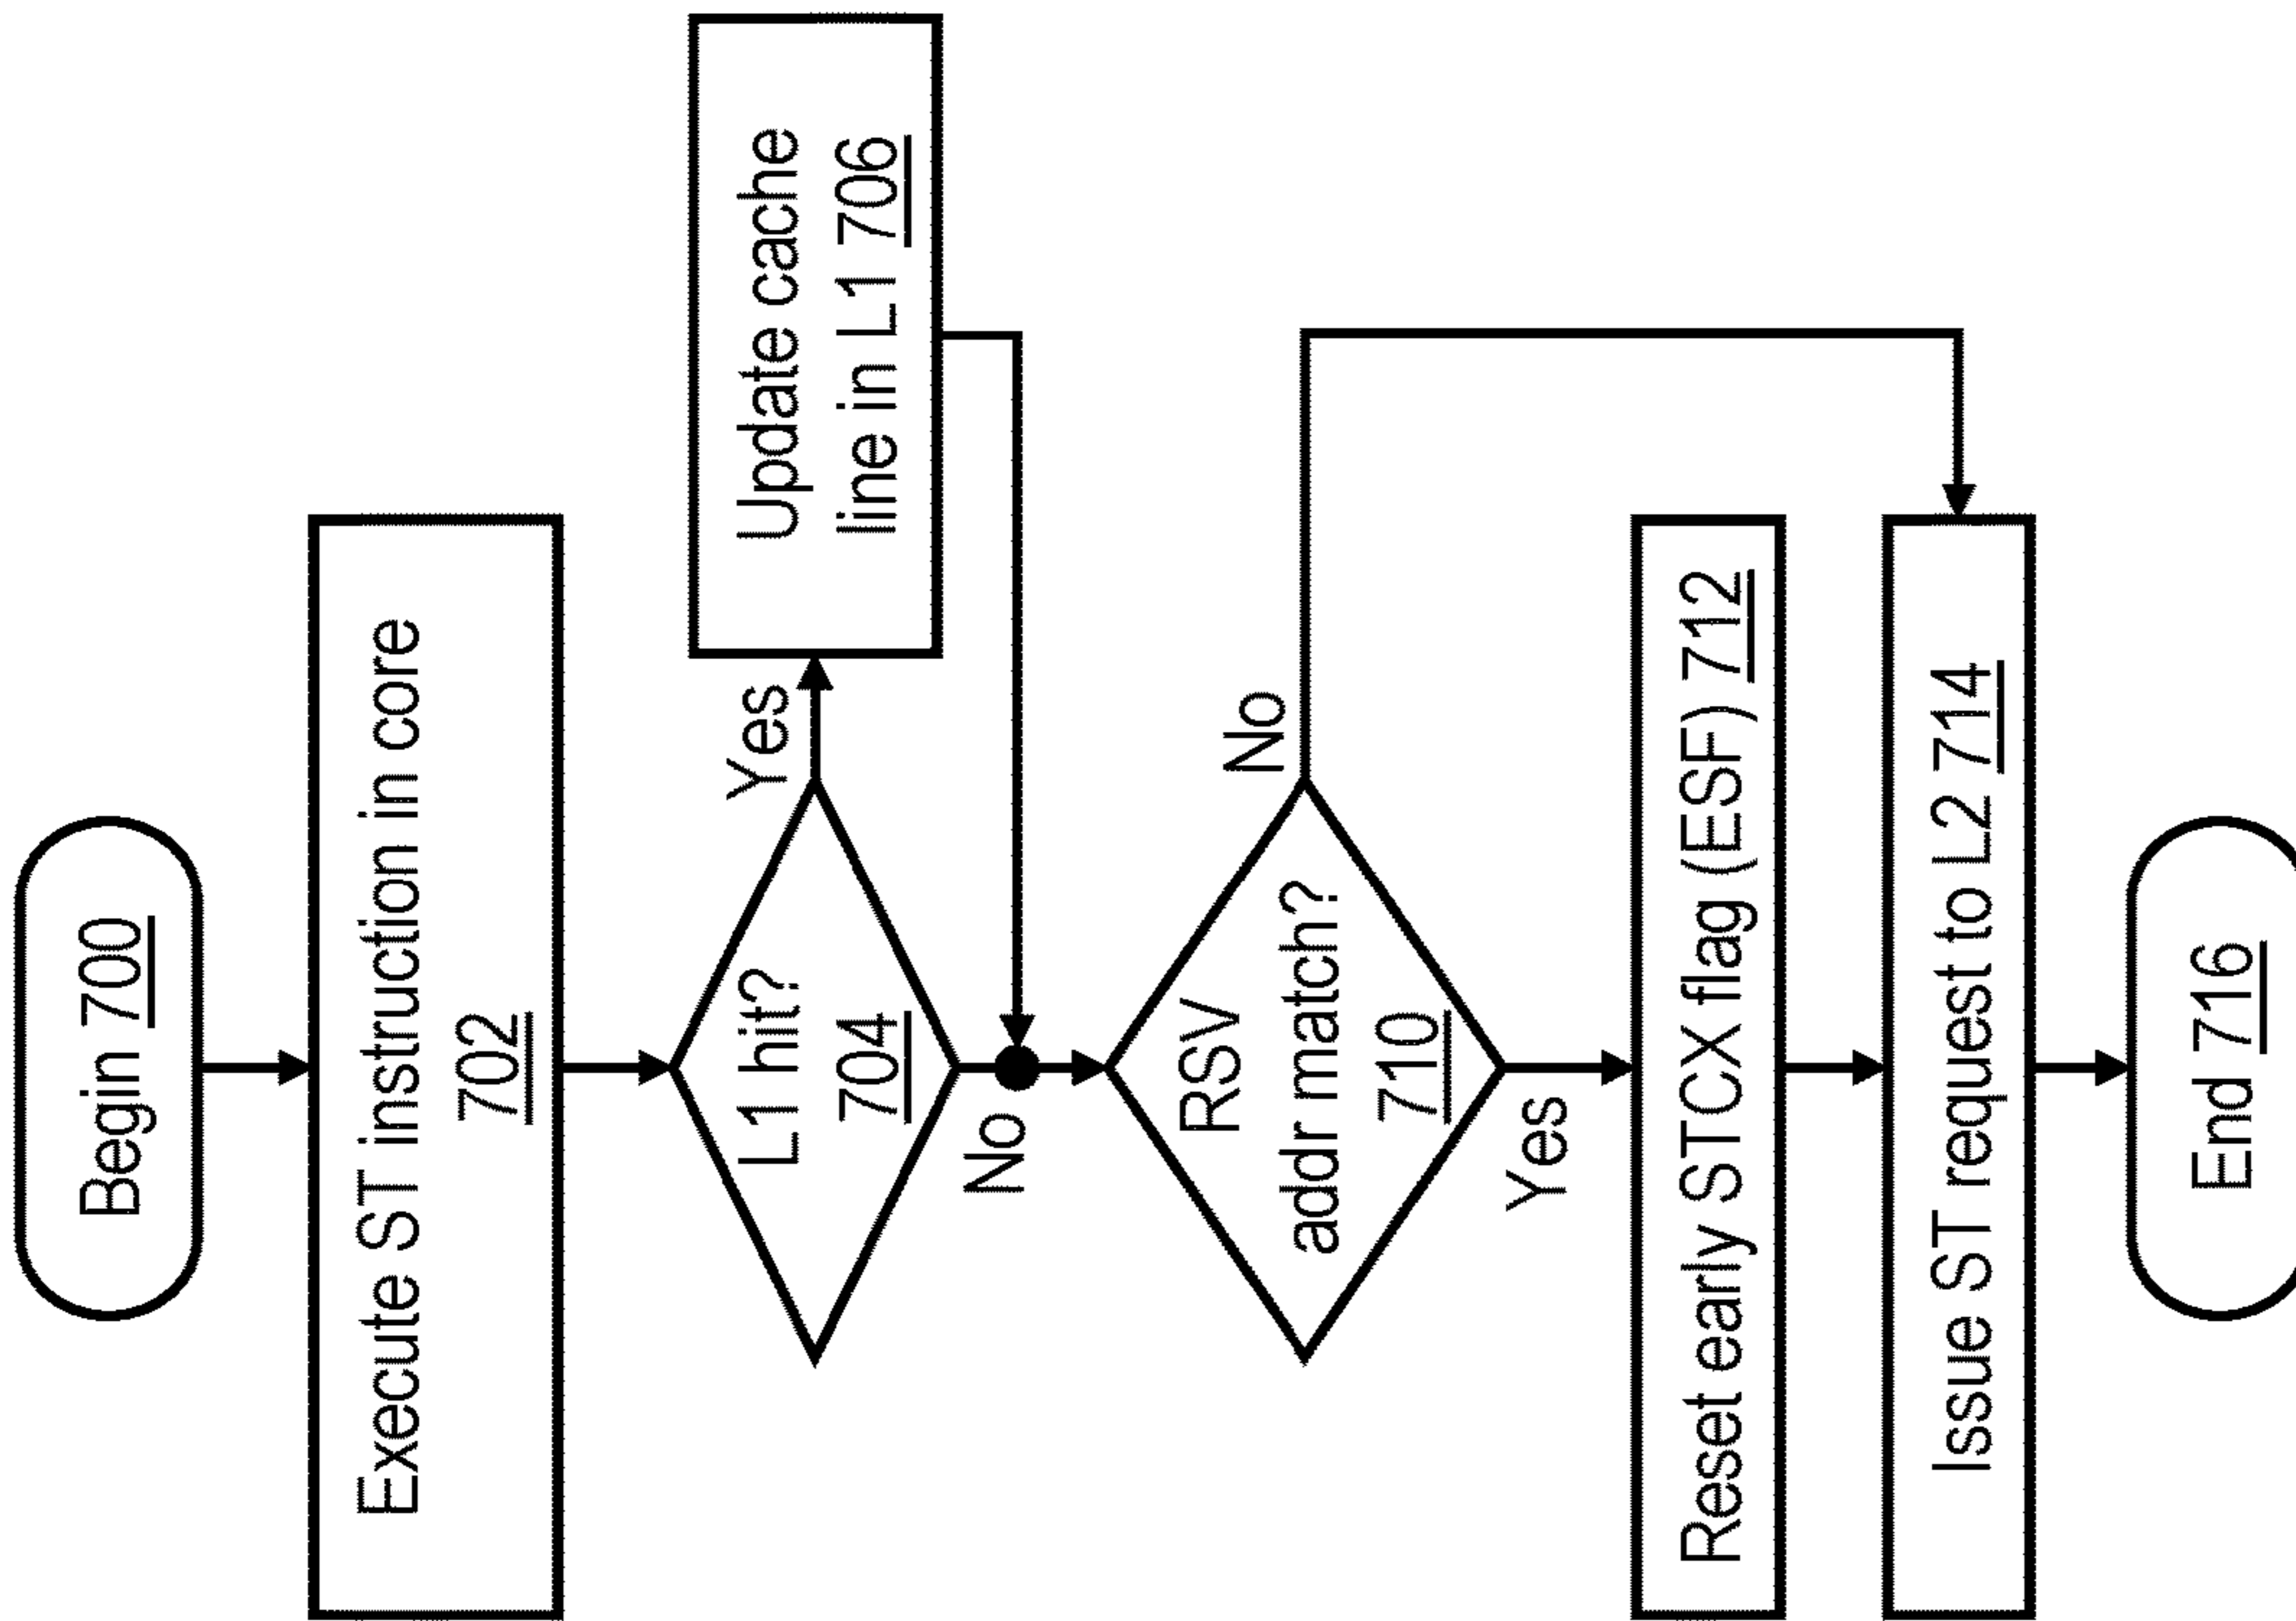 Begin 700
Execute ST instruction in core
702
L1 hit?
704
Yes
Update cache
line in L1 706
No
RSV
addr match?
710
No
Yes
Reset early STCX flag (ESF) 712
Issue ST request to L2 714
End 716